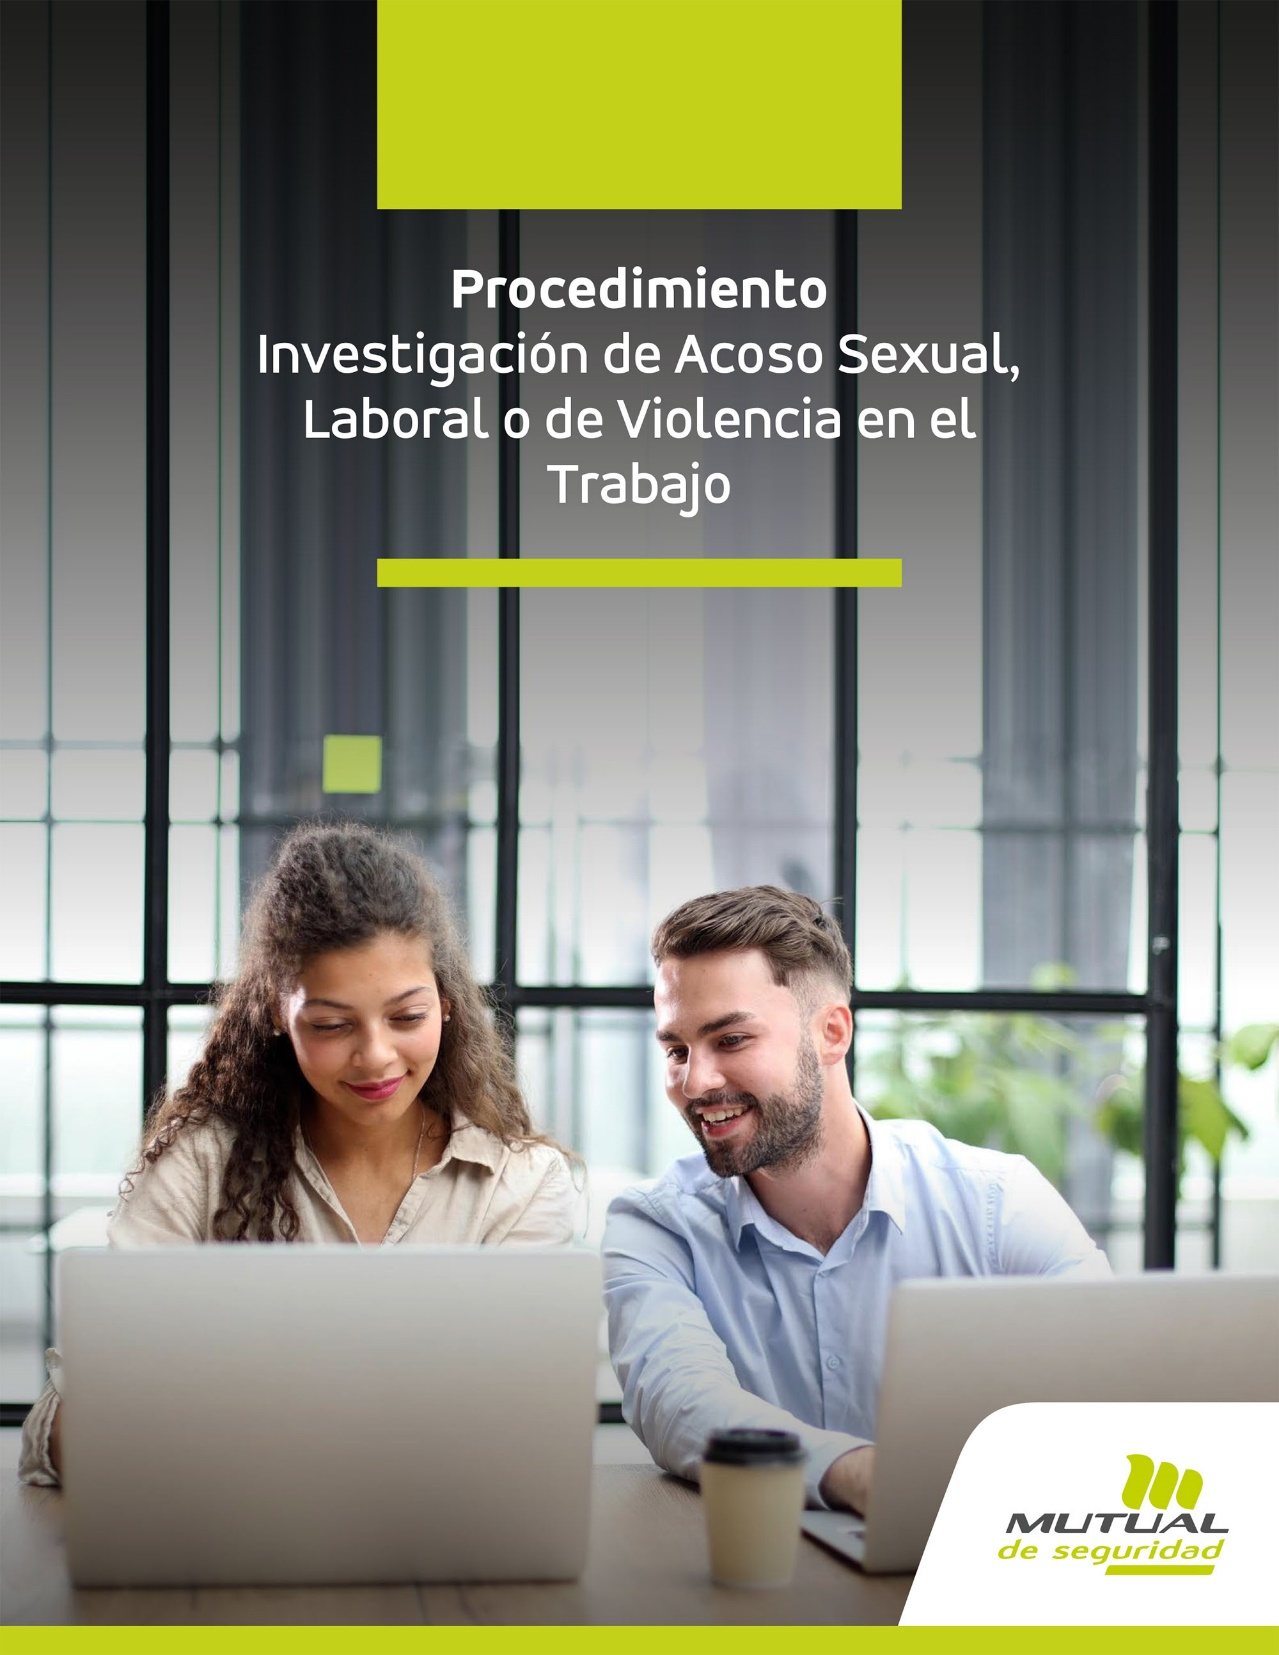 Procedimiento
Investigación de Acoso Sexual,
Laboral o de Violencia en el
Trabajo
MUTUAL
de seguridad